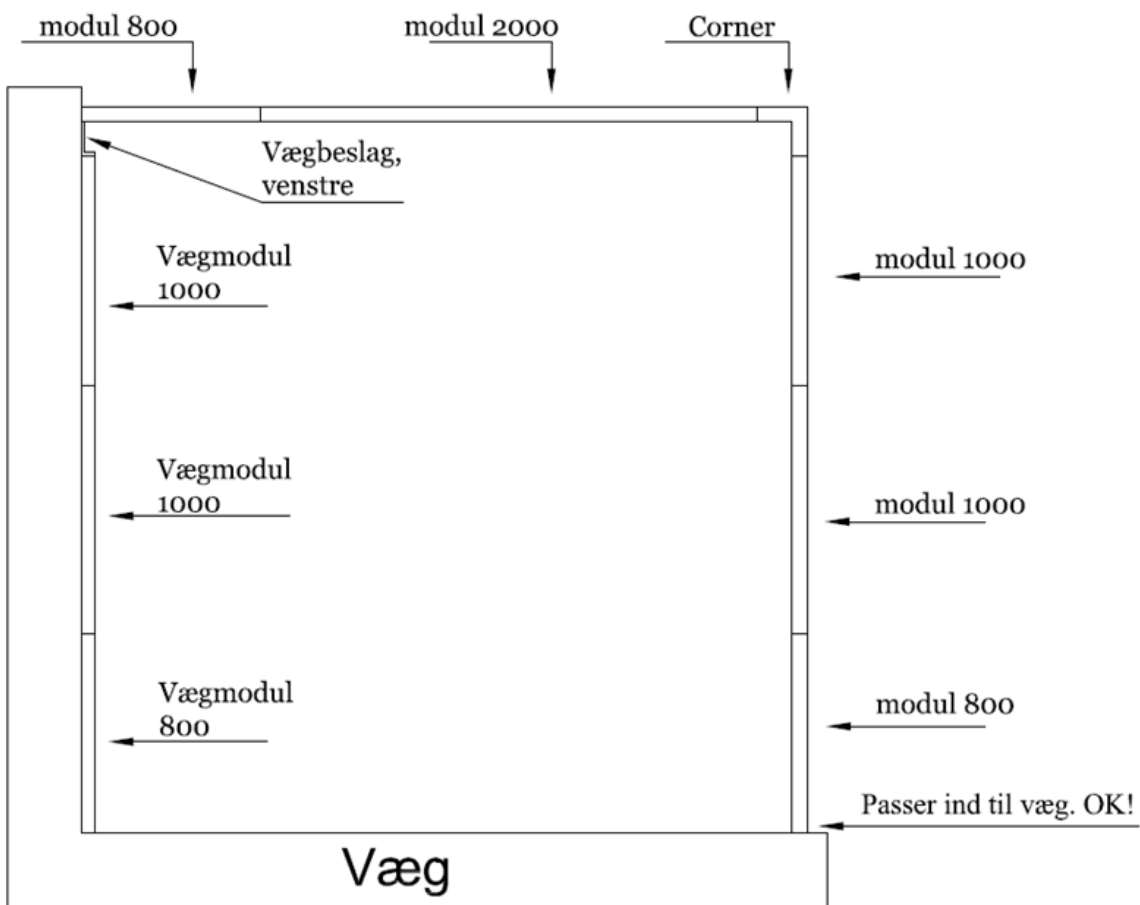 modul 800
modul 2000
Corner
Vægbeslag,
venstre
Vægmodul
1000
modul 1000
Vægmodul
1000
modul 1000
Vægmodul
800
modul 800
Passer ind til væg. OK!
Væg